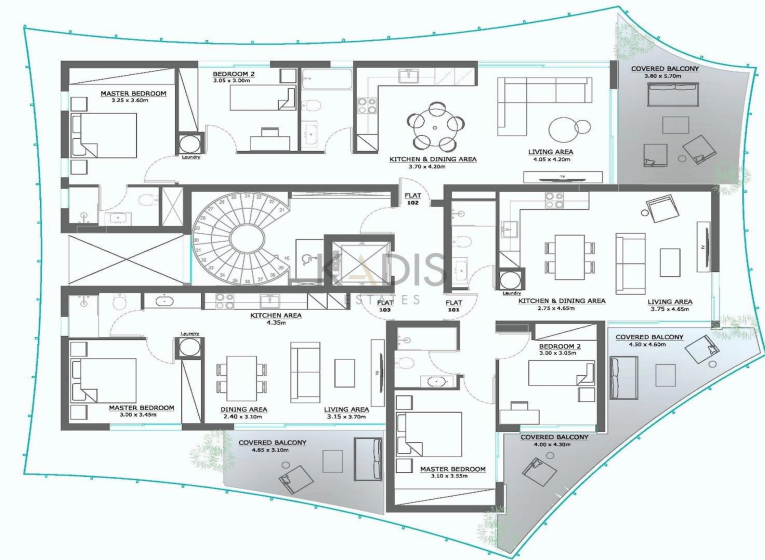 MASTER BEDROOM
3.25 x 3.60m
BEDROOM 2
3.05 x 3.00m
Laundry
KITCHEN & DINING AREA
3.70 x 4.20m
LIVING AREA
4.05 x 4.20m
COVERED BALCONY
3.80 x 5.70m
FLAT
102
KADIS
ESTATES
KITCHEN & DINING AREA
2.75 x 4.65m
LIVING AREA
3.75 x 4.65m
Laundry
FLAT
103
FLAT
101
KITCHEN AREA
4.35m
Laundry
MASTER BEDROOM
3.00 x 3.45m
DINING AREA
2.40 x 3.10m
LIVING AREA
3.15 x 3.70m
COVERED BALCONY
4.85 x 3.10m
BEDROOM 2
3.00 x 3.05m
COVERED BALCONY
4.50 x 4.60m
MASTER BEDROOM
3.10 x 3.55m
COVERED BALCONY
4.00 x 4.30m